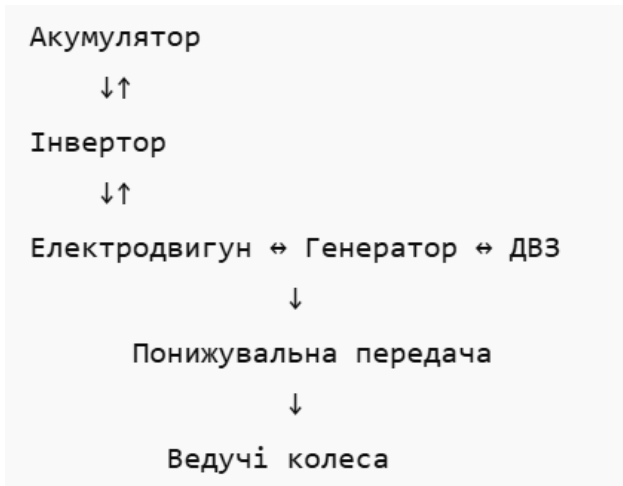 Акумулятор
↓↑
Інвертор
↓↑
Електродвигун ↔ Генератор ↔ ДВЗ
↓
Понижувальна передача
↓
Ведучі колеса